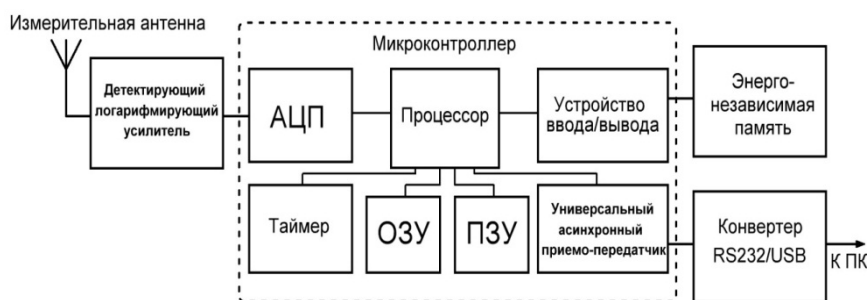 Измерительная антенна
Микроконтроллер
Детектирующий
логарифмирующий
усилитель
АЦП
Процессор
Устройство
ввода/вывода
Энерго-
независимая
память
Таймер
ОЗУ
ПЗУ
Универсальный
асинхронный
приемо-передатчик
Конвертер
RS232/USB
К ПК